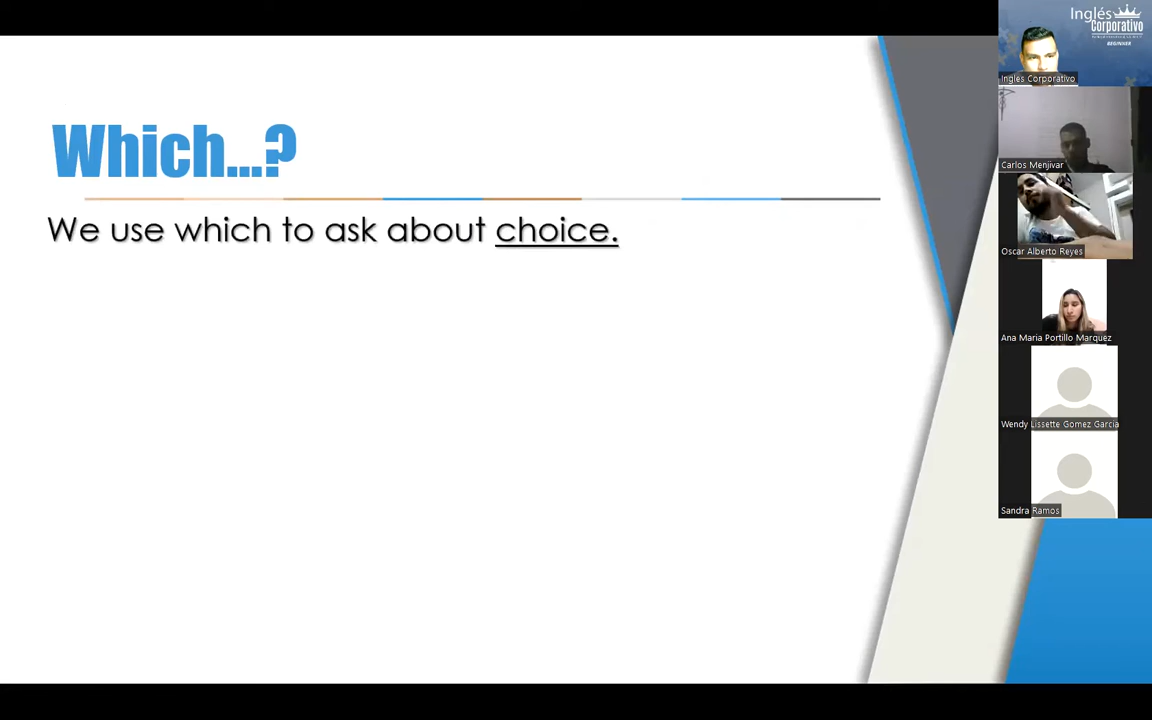 Which...?
We use which to ask about choice.
Inglés
Corporativo
BEGINNER
Ingles Corporativo
Carlos Menjivar
Oscar Alberto Reyes
Ana Maria Portillo Marquez
Wendy Lissette Gomez Garcia
Sandra Ramos